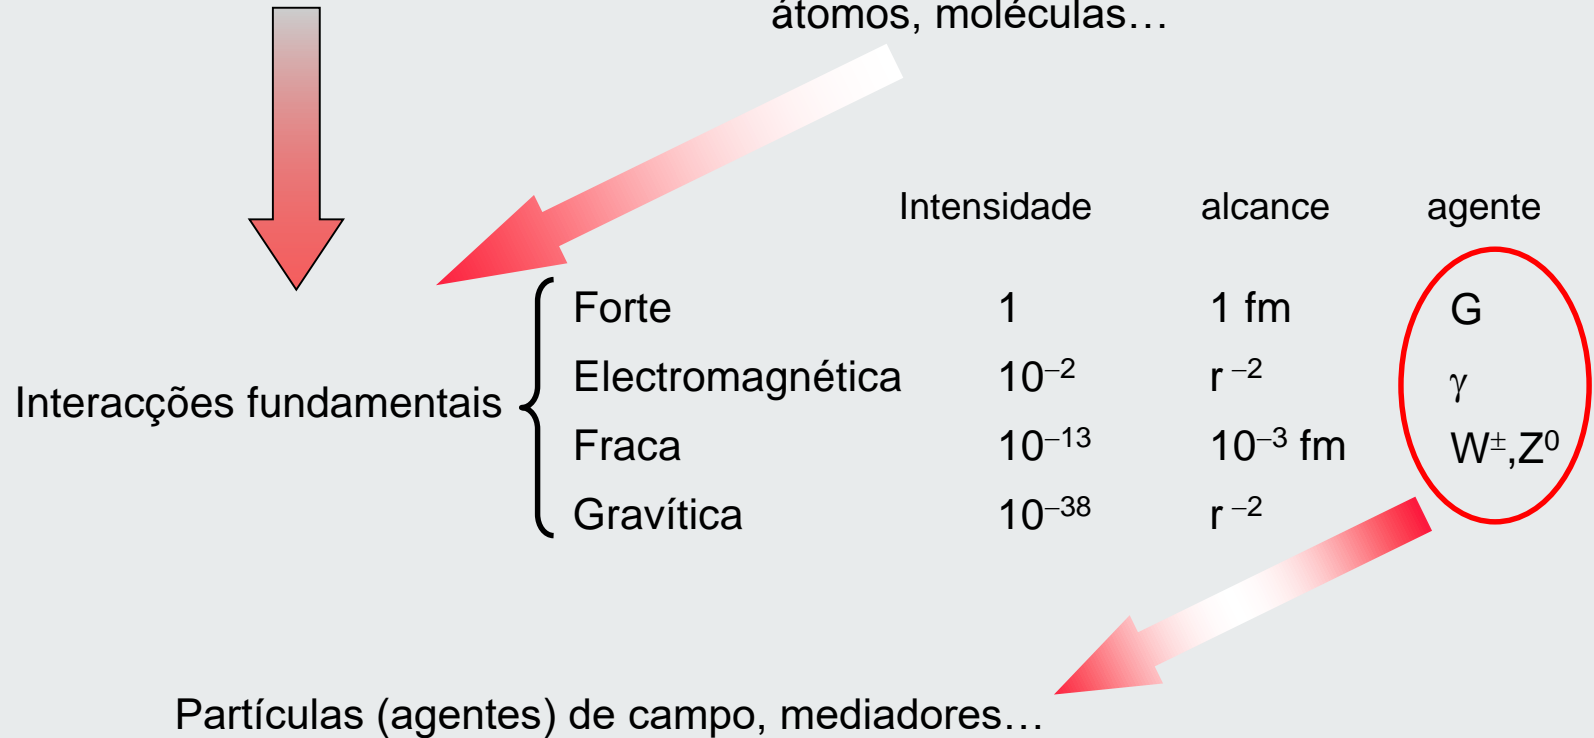 átomos, moléculas…
Intensidade alcance agente
Forte 1 1 fm G
Electromagnética 10⁻² r ⁻² γ
Interacções fundamentais
Fraca 10⁻¹³ 10⁻³ fm W±,Z⁰
Gravítica 10⁻³⁸ r ⁻²
Partículas (agentes) de campo, mediadores…